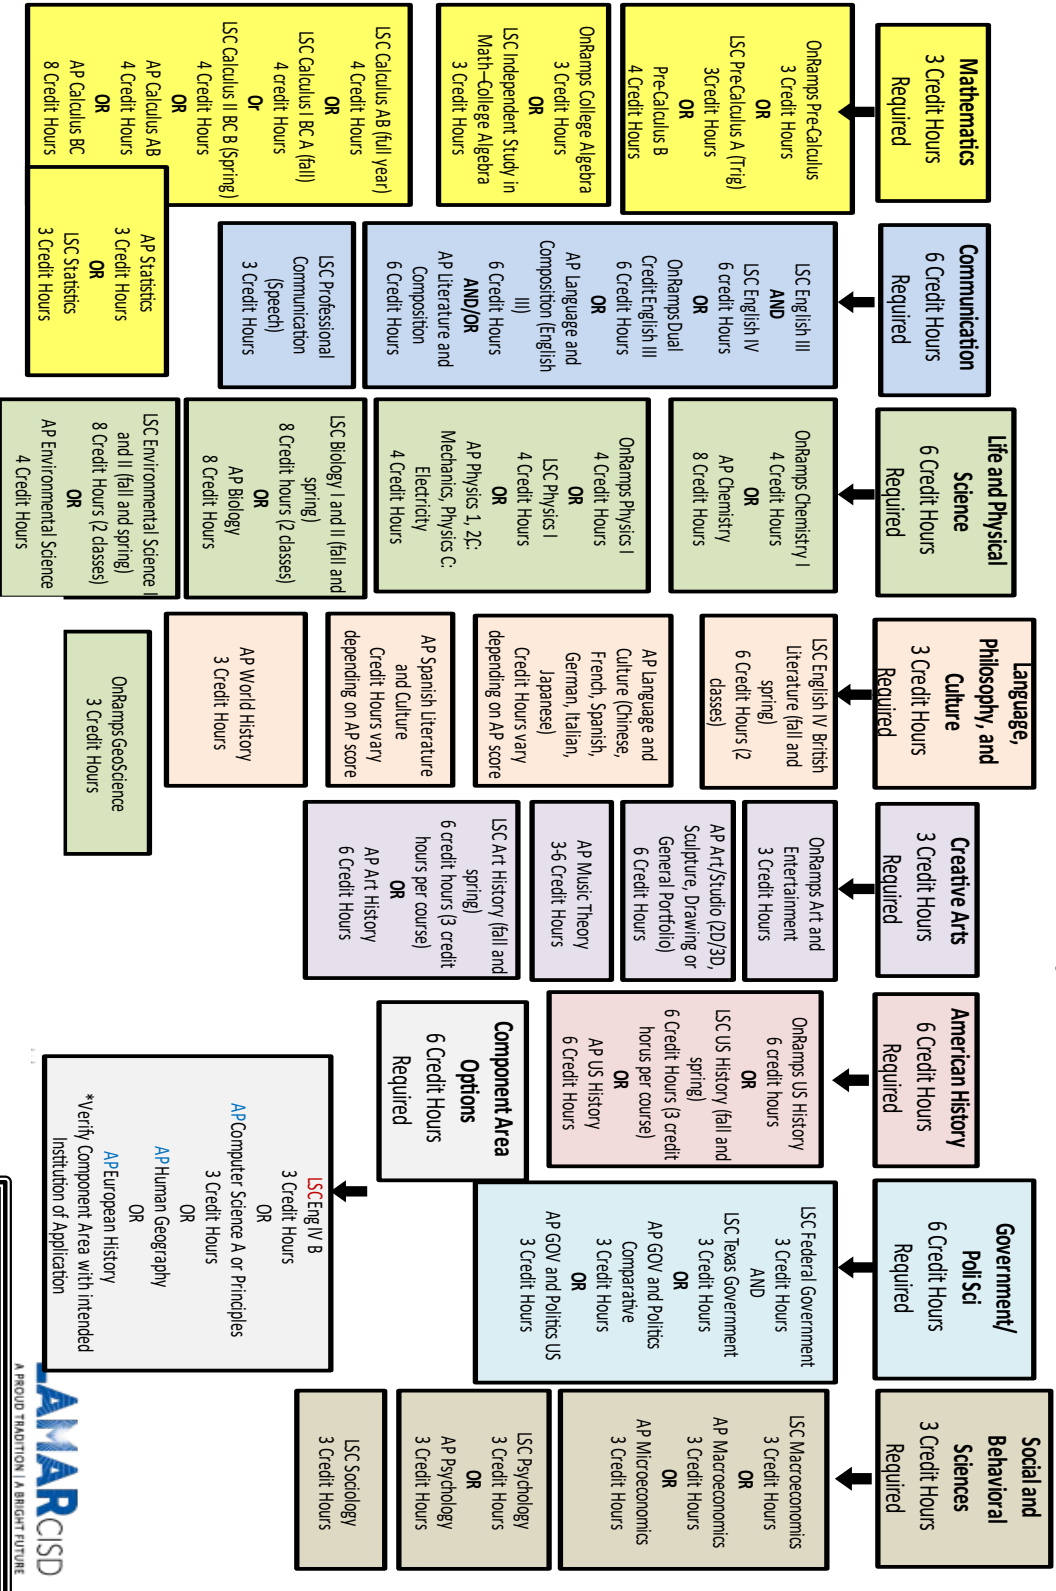 Mathematics
3 Credit Hours
Required
OnRamps Pre-Calculus
3 Credit Hours
OR
LSC Pre-Calculus A (Trig)
3Credit Hours
OR
Pre-Calculus B
4 Credit Hours
OnRamps College Algebra
3 Credit Hours
OR
LSC Independent Study in
Math–College Algebra
3 Credit Hours
LSC Calculus AB (full year)
4 Credit Hours
OR
LSC Calculus I BC A (fall)
4 credit Hours
Or
LSC Calculus II BC B (Spring)
4 Credit Hours
OR
AP Calculus AB
4 Credit Hours
OR
AP Calculus BC
8 Credit Hours
AP Statistics
3 Credit Hours
OR
LSC Statistics
3 Credit Hours
Communication
6 Credit Hours
Required
LSC English III
AND
LSC English IV
6 credit Hours
OR
OnRamps Dual
Credit English III
6 Credit Hours
OR
AP Language and
Composition (English
III)
6 Credit Hours
AND/OR
AP Literature and
Composition
6 Credit Hours
LSC Professional
Communication
(Speech)
3 Credit Hours
Life and Physical
Science
6 Credit Hours
Required
OnRamps Chemistry I
4 Credit Hours
OR
AP Chemistry
8 Credit Hours
OnRamps Physics I
4 Credit Hours
OR
LSC Physics I
4 Credit Hours
OR
AP Physics 1, 2C:
Mechanics, Physics C:
Electricity
4 Credit Hours
LSC Biology I and II (fall and
spring)
8 Credit hours (2 classes)
OR
AP Biology
8 Credit Hours
LSC Environmental Science I
and II (fall and spring)
8 Credit Hours (2 classes)
OR
AP Environmental Science
4 Credit Hours
OnRamps GeoScience
3 Credit Hours
Language,
Philosophy, and
Culture
3 Credit Hours
Required
LSC English IV British
Literature (fall and
spring)
6 Credit Hours (2
classes)
AP Language and
Culture (Chinese,
French, Spanish,
German, Italian,
Japanese)
Credit Hours vary
depending on AP score
AP Spanish Literature
and Culture
Credit Hours vary
depending on AP score
AP World History
3 Credit Hours
Creative Arts
3 Credit Hours
Required
OnRamps Art and
Entertainment
3 Credit Hours
AP Art/Studio (2D/3D,
Sculpture, Drawing or
General Portfolio)
6 Credit Hours
AP Music Theory
3-6 Credit Hours
LSC Art History (fall and
spring)
6 credit hours (3 credit
hours per course)
OR
AP Art History
6 Credit Hours
American History
6 Credit Hours
Required
OnRamps US History
6 credit hours
OR
LSC US History (fall and
spring)
6 Credit Hours (3 credit
horus per course)
OR
AP US History
6 Credit Hours
Component Area
Options
6 Credit Hours
Required
LSC Eng IV B
3 Credit Hours
OR
AP Computer Science A or Principles
3 Credit Hours
OR
AP Human Geography
OR
AP European History
*Verify Component Area with intended
Institution of Application
Government/
Poli Sci
6 Credit Hours
Required
LSC Federal Government
3 Credit Hours
AND
LSC Texas Government
3 Credit Hours
OR
AP GOV and Politics
Comparative
3 Credit Hours
OR
AP GOV and Politics US
3 Credit Hours
Social and
Behavioral
Sciences
3 Credit Hours
Required
LSC Macroeconomics
3 Credit Hours
OR
AP Macroeconomics
OR
AP Microeconomics
3 Credit Hours
LSC Psychology
3 Credit Hours
OR
AP Psychology
3 Credit Hours
LSC Sociology
3 Credit Hours
LAMAR CISD
A PROUD TRADITION | A BRIGHT FUTURE